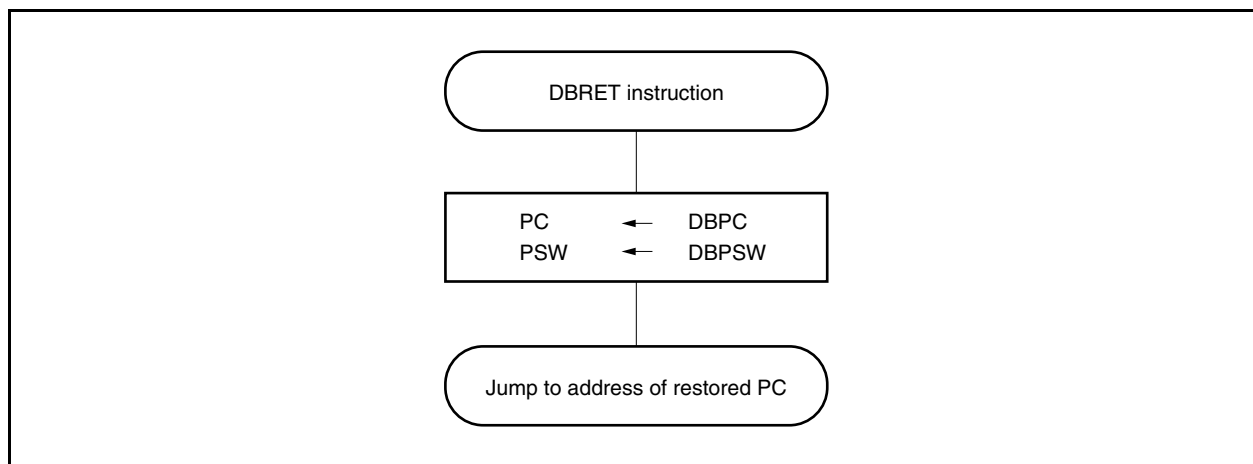 DBRET instruction
PC ← DBPC
PSW ← DBPSW
Jump to address of restored PC